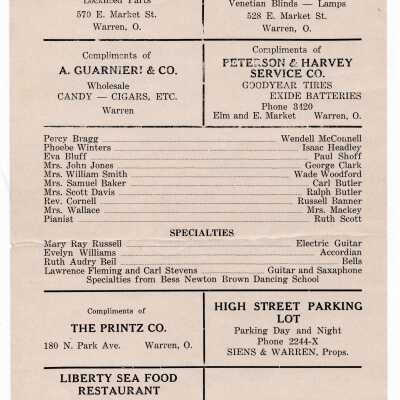 570 E. Market St.
Warren, O.
Venetian Blinds — Lamps
528 E. Market St.
Warren, O.
Compliments of
A. GUARNIERI & CO.
Wholesale
CANDY — CIGARS, ETC.
Warren
Compliments of
PETERSON & HARVEY
SERVICE CO.
GOODYEAR TIRES
EXIDE BATTERIES
Phone 3420
Elm and E. Market Warren, O.
Percy Bragg Wendell McConnell
Phoebe Winters Isaac Headley
Eva Bluff Paul Shoff
Mrs. John Jones George Clark
Mrs. William Smith Wade Woodford
Mrs. Samuel Baker Carl Butler
Mrs. Scott Davis Ralph Butler
Rev. Cornell Russell Banner
Mrs. Wallace Mrs. Mackey
Pianist Ruth Scott
SPECIALTIES
Mary Ray Russell Electric Guitar
Evelyn Williams Accordian
Ruth Audrey Beil Bells
Lawrence Fleming and Carl Stevens Guitar and Saxaphone
Specialties from Bess Newton Brown Dancing School
Compliments of
THE PRINTZ CO.
180 N. Park Ave. Warren, O.
HIGH STREET PARKING
LOT
Parking Day and Night
Phone 2244-X
SIENS & WARREN, Props.
LIBERTY SEA FOOD
RESTAURANT